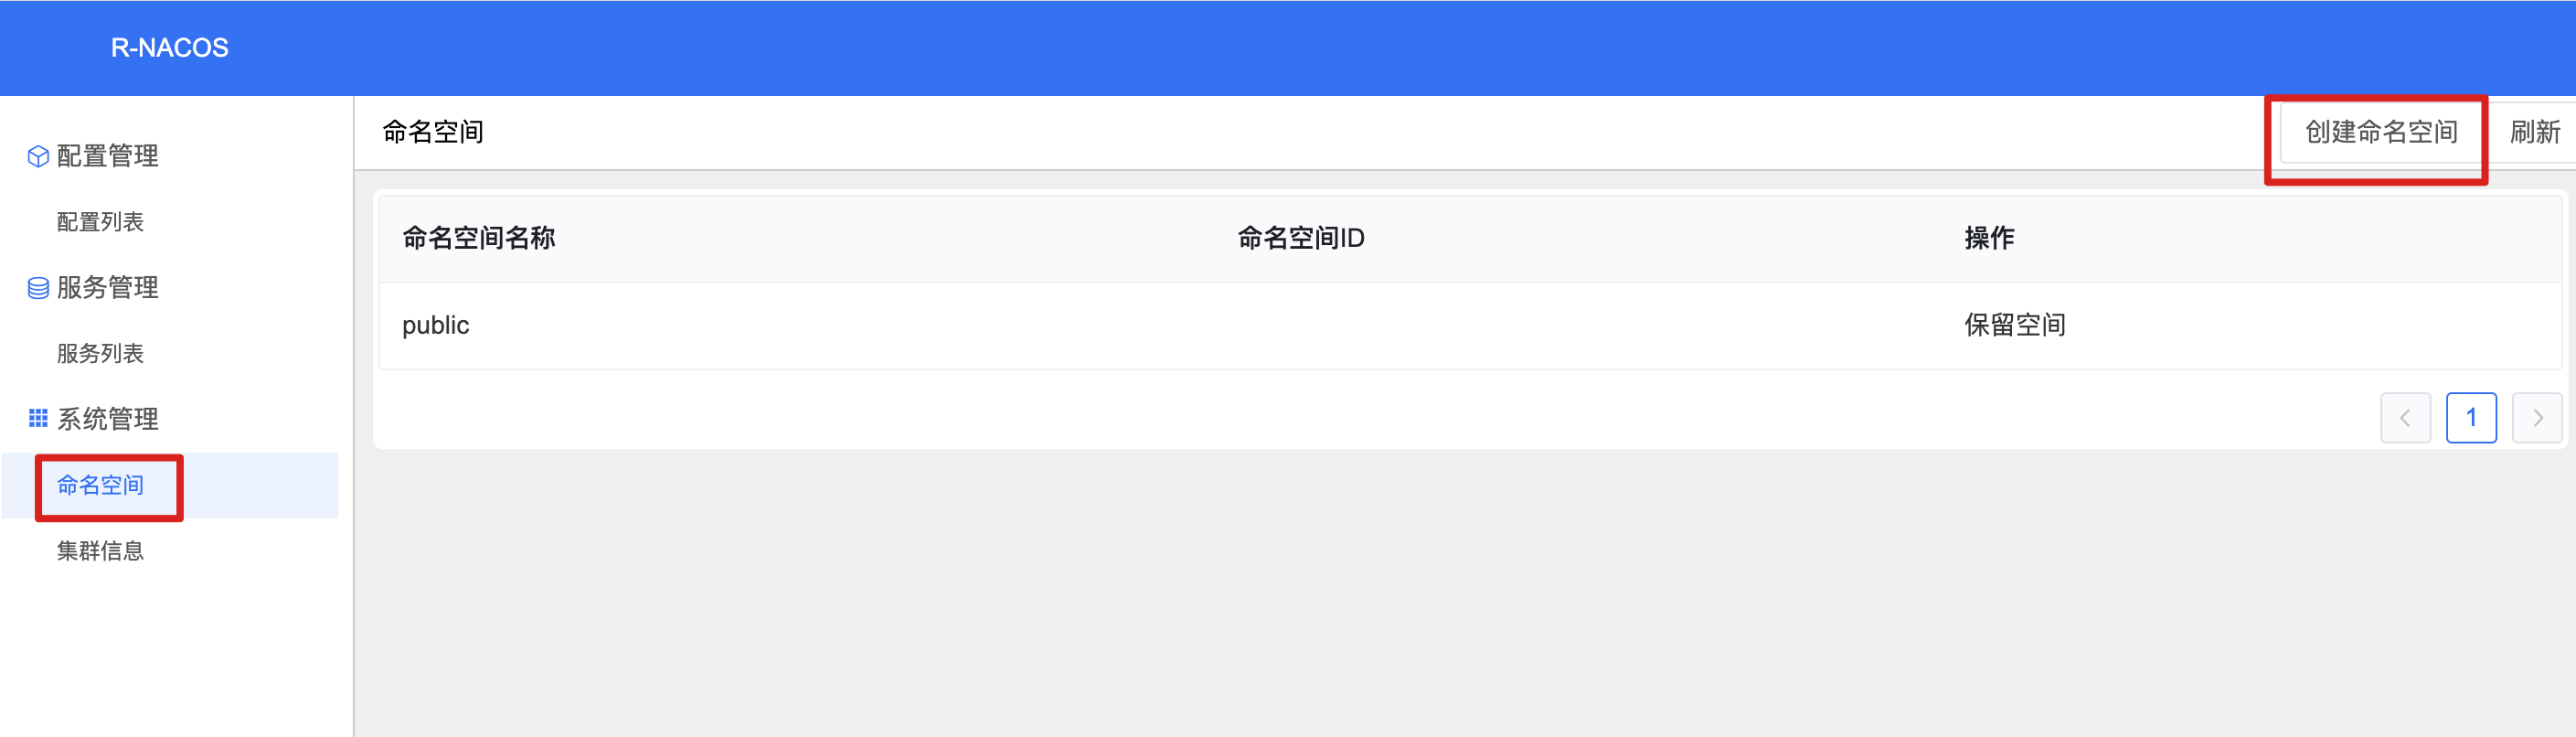 R-NACOS
配置管理
配置列表
服务管理
服务列表
系统管理
命名空间
集群信息
命名空间
创建命名空间
刷新
命名空间名称 命名空间ID 操作
public 保留空间
1